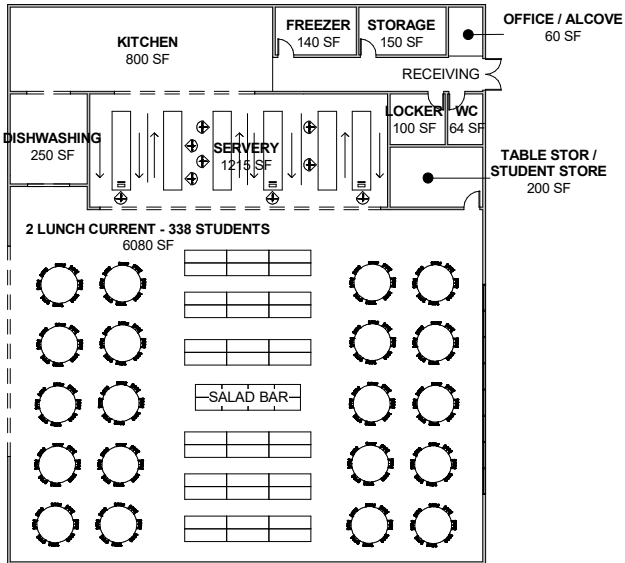 KITCHEN
800 SF
FREEZER
140 SF
STORAGE
150 SF
OFFICE / ALCOVE
60 SF
RECEIVING
DISHWASHING
250 SF
SERVERY
1215 SF
LOCKER
100 SF
WC
64 SF
TABLE STOR /
STUDENT STORE
200 SF
2 LUNCH CURRENT - 338 STUDENTS
6080 SF
SALAD BAR